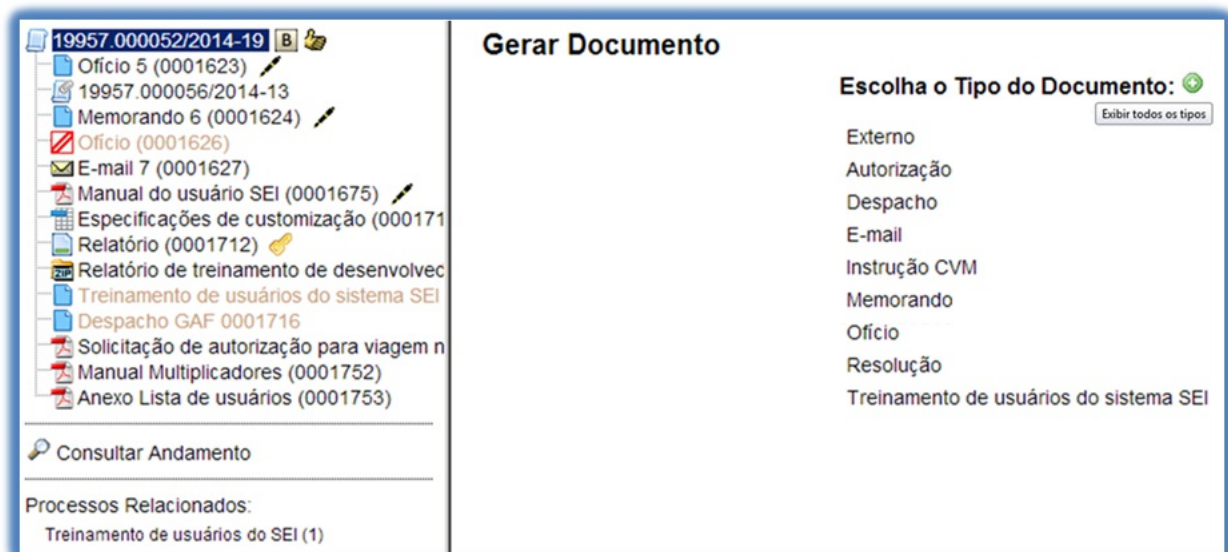 19957.000052/2014-19 B
Ofício 5 (0001623)
19957.000056/2014-13
Memorando 6 (0001624)
Ofício (0001626)
E-mail 7 (0001627)
Manual do usuário SEI (0001675)
Especificações de customização (000171
Relatório (0001712)
ZIP Relatório de treinamento de desenvolvec
Treinamento de usuários do sistema SEI
Despacho GAF 0001716
Solicitação de autorização para viagem n
Manual Multiplicadores (0001752)
Anexo Lista de usuários (0001753)
Consultar Andamento
Processos Relacionados:
Treinamento de usuários do SEI (1)
Gerar Documento
Escolha o Tipo do Documento:
Exibir todos os tipos
Externo
Autorização
Despacho
E-mail
Instrução CVM
Memorando
Ofício
Resolução
Treinamento de usuários do sistema SEI